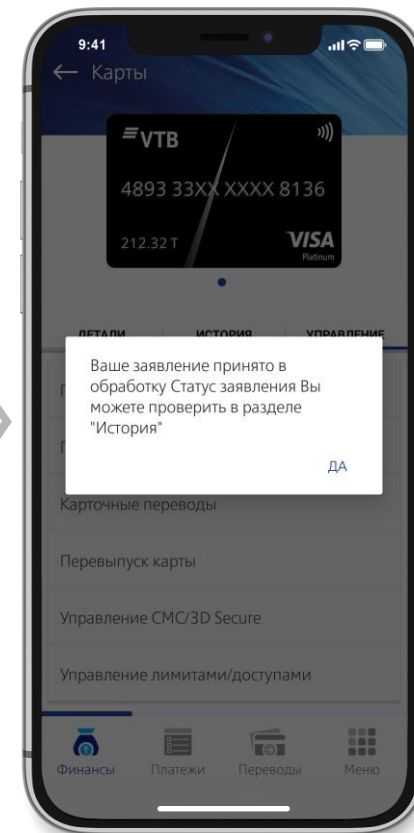 9:41
← Карты
VTB
4893 33XX XXXX 8136
212.32 T
VISA
Platinum
ДЕТАЛИ ИСТОРИЯ УПРАВЛЕНИЕ
Ваше заявление принято в
обработку Статус заявления Вы
можете проверить в разделе
"История"
ДА
Карточные переводы
Перевыпуск карты
Управление СМС/3D Secure
Управление лимитами/доступами
Финансы Платежи Переводы Меню